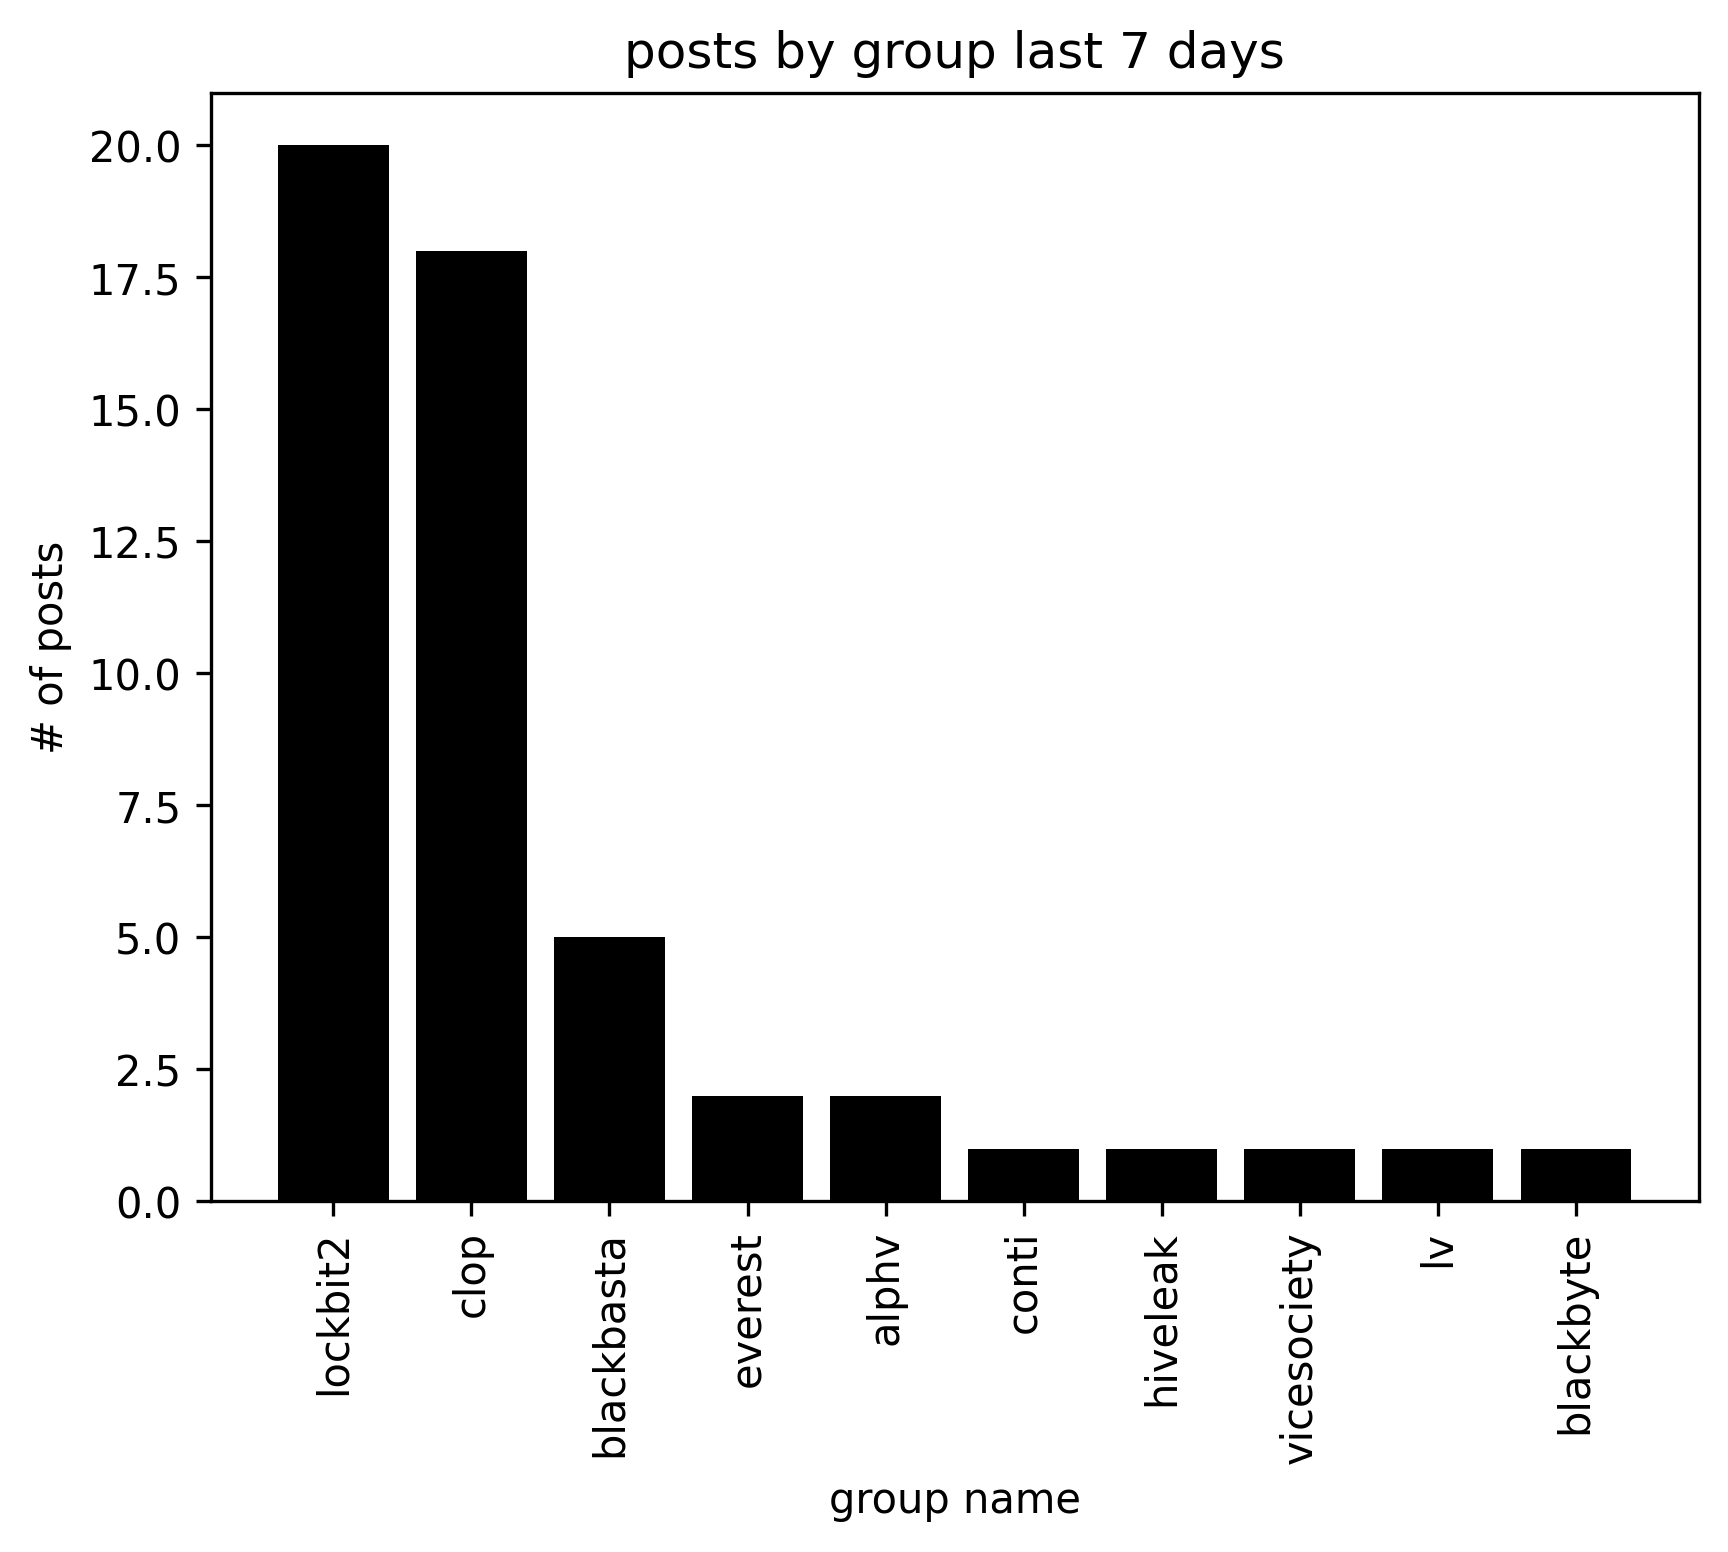 posts by group last 7 days
# of posts
20.0
17.5
15.0
12.5
10.0
7.5
5.0
2.5
0.0
lockbit2
clop
blackbasta
everest
alphv
conti
hiveleak
vicesociety
lv
blackbyte
group name